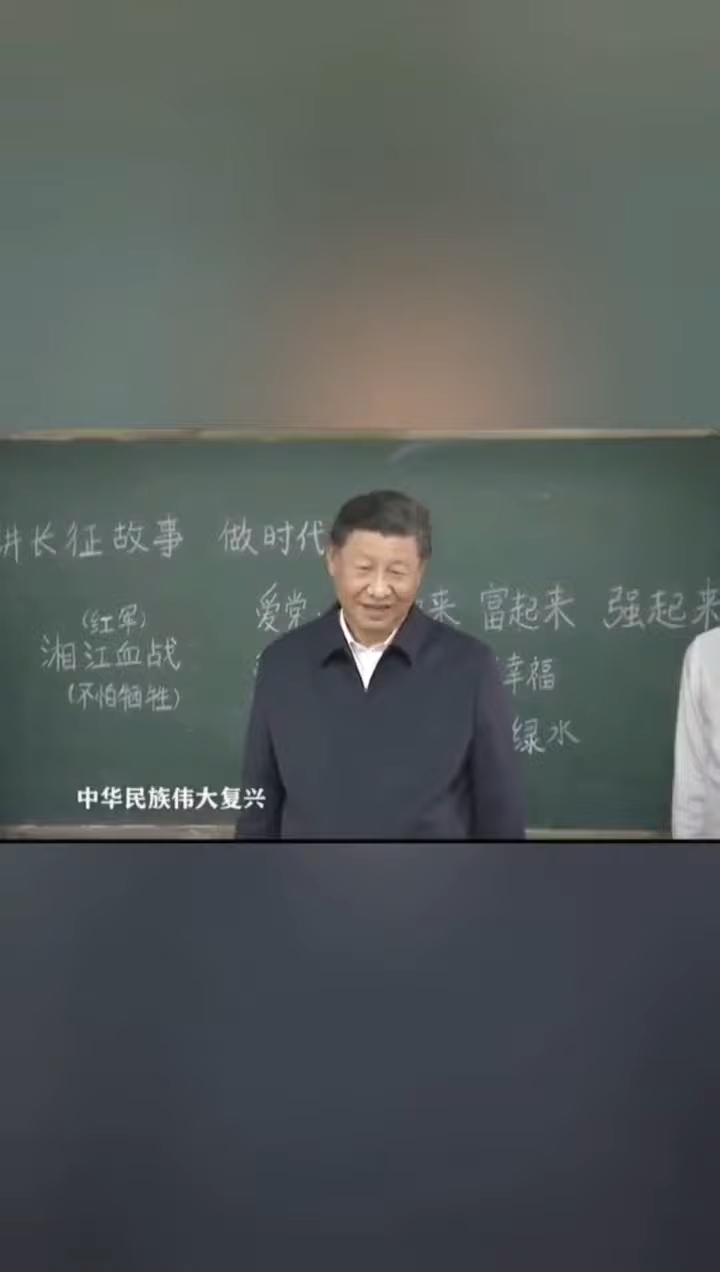 讲长征故事 做时代
(红军)
爱党 来 富起来 强起来
湘江血战
幸福
(不怕牺牲)
绿水
中华民族伟大复兴